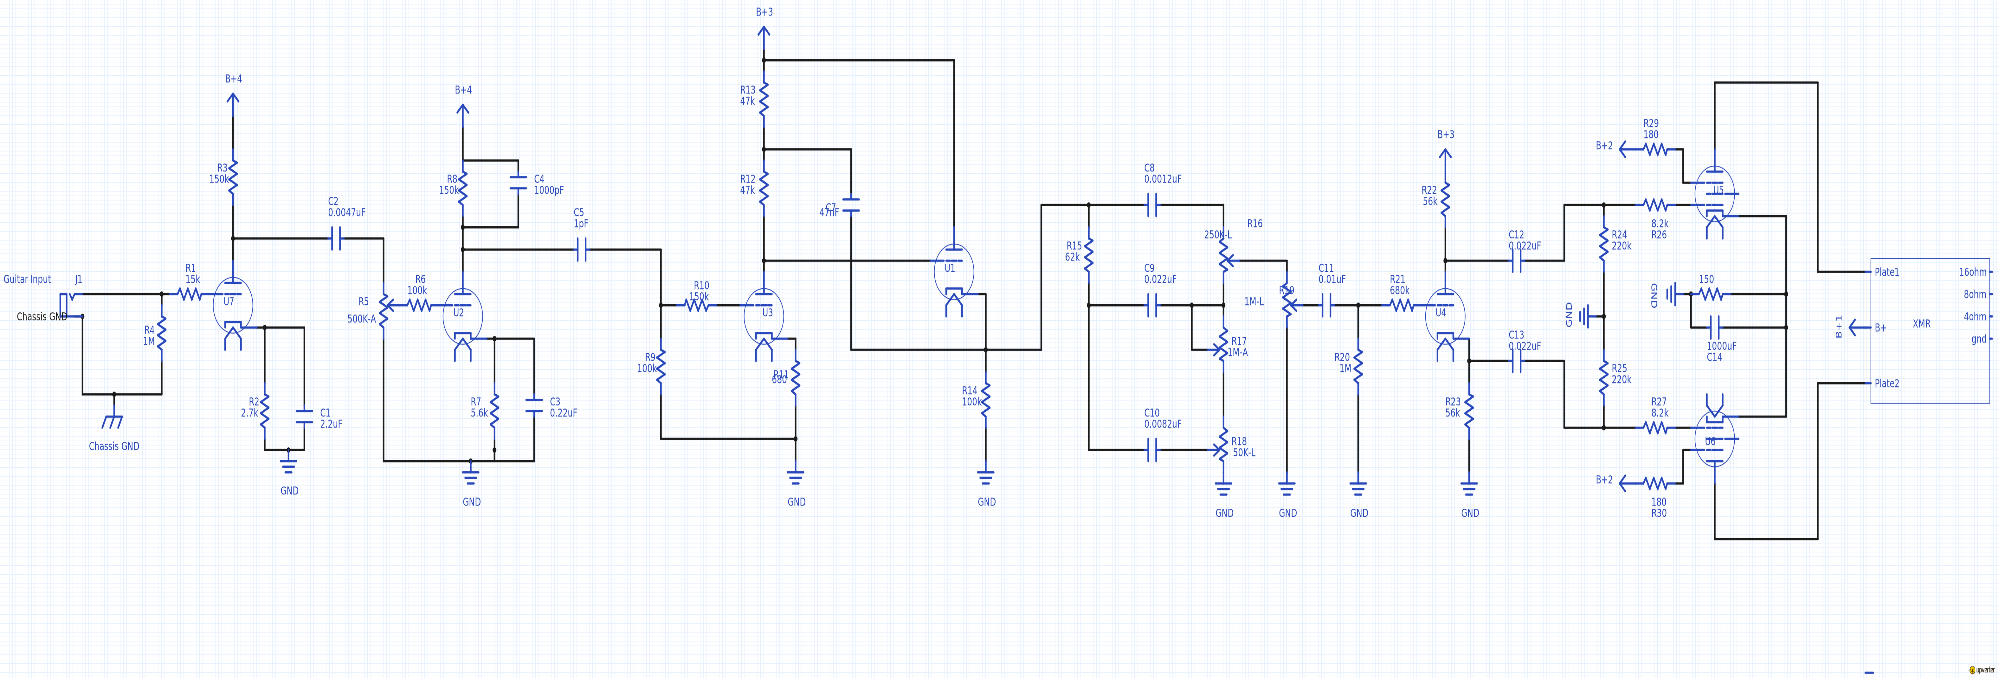 B+3
B+4
B+4
R3
150k
R8
150k
C4
1000pF
R13
47k
R12
47k
C7
47nF
C2
0.0047uF
C5
1pF
Guitar Input
J1
Chassis GND
R1
15k
U7
R4
1M
Chassis GND
R2
2.7k
C1
2.2uF
GND
R5
500K-A
R6
100k
U2
R7
5.6k
C3
0.22uF
GND
R9
100k
R10
150k
U3
R11
680
GND
U1
R14
100k
GND
C8
0.0012uF
R15
62k
R16
250K-L
C9
0.022uF
R17
1M-A
C10
0.0082uF
R18
50K-L
GND
R19
1M-L
GND
C11
0.01uF
R20
1M
GND
R21
680k
B+3
R22
56k
U4
R23
56k
GND
C12
0.022uF
C13
0.022uF
R24
220k
GND
R25
220k
R29
180
B+2
8.2k
R26
U5
GND
150
1000uF
C14
R27
8.2k
U6
B+2
180
R30
B+1
Plate1
B+
Plate2
XMR
16ohm
8ohm
4ohm
gnd
upverter